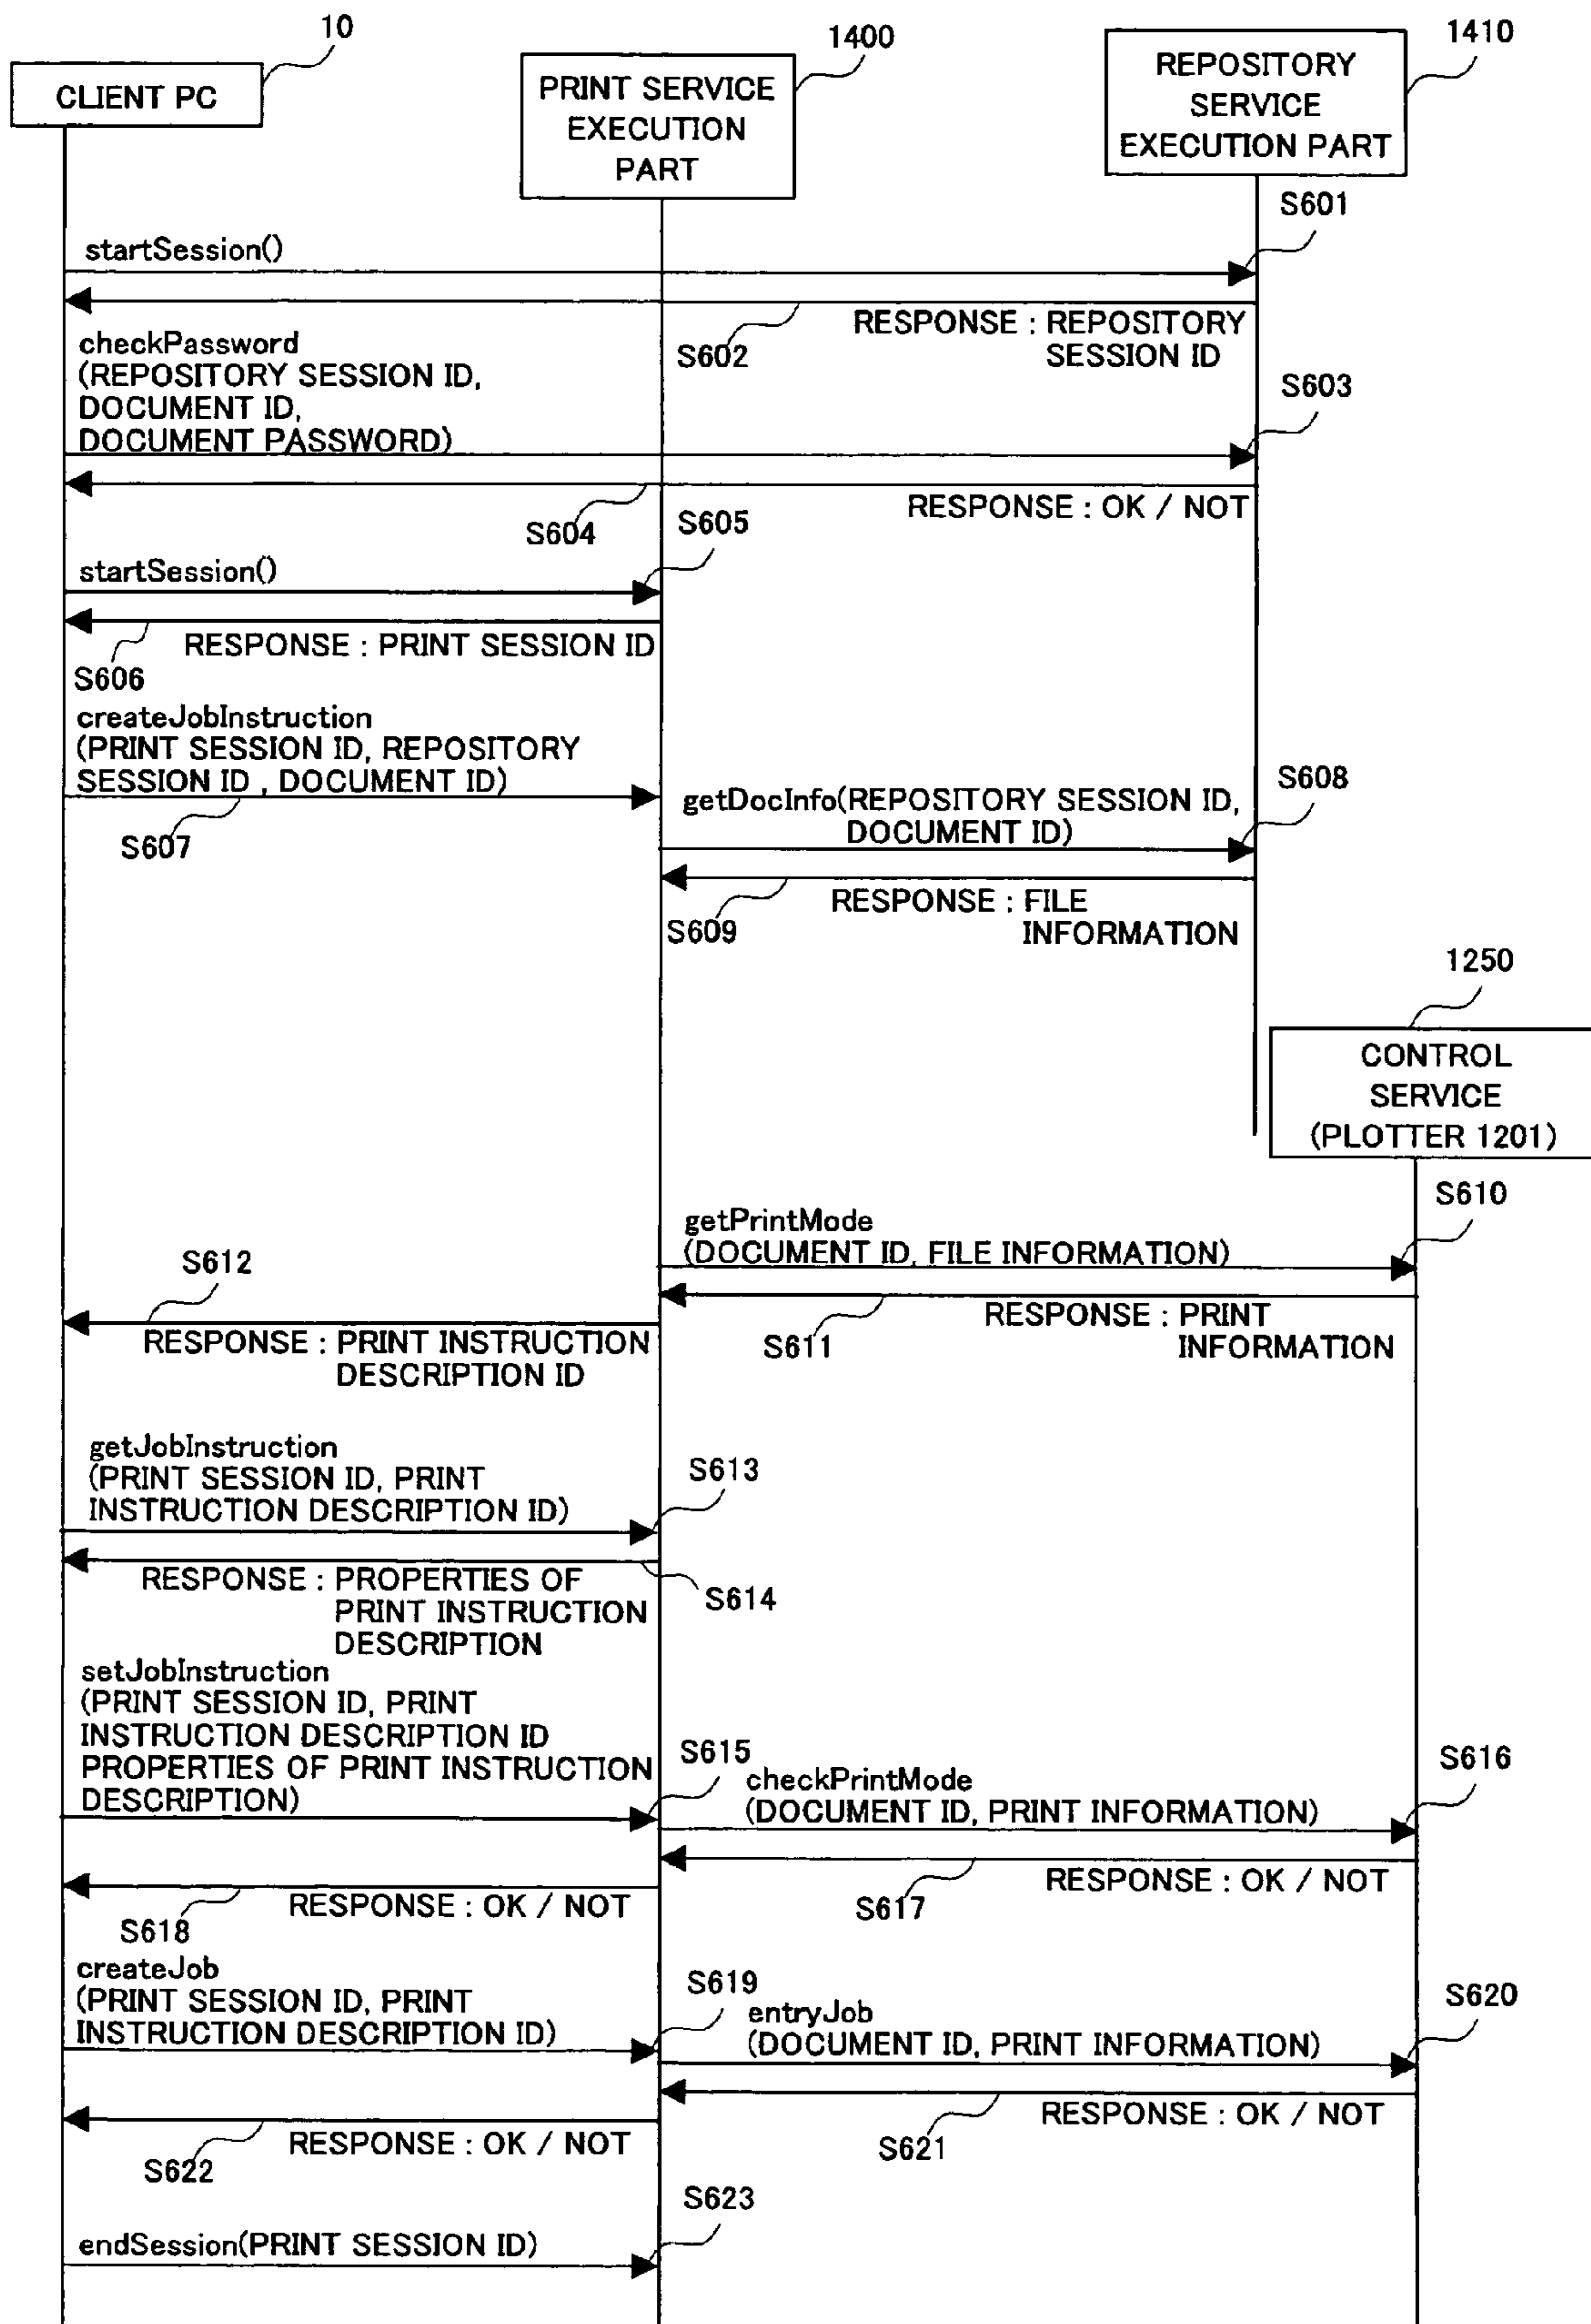 10
CLIENT PC
1400
PRINT SERVICE
EXECUTION
PART
1410
REPOSITORY
SERVICE
EXECUTION PART
S601
startSession()
RESPONSE : REPOSITORY
SESSION ID
S602
checkPassword
(REPOSITORY SESSION ID,
DOCUMENT ID,
DOCUMENT PASSWORD)
S603
RESPONSE : OK / NOT
S604
S605
startSession()
RESPONSE : PRINT SESSION ID
S606
createJobInstruction
(PRINT SESSION ID, REPOSITORY
SESSION ID , DOCUMENT ID)
S607
getDocInfo(REPOSITORY SESSION ID,
DOCUMENT ID)
S608
RESPONSE : FILE
INFORMATION
S609
1250
CONTROL
SERVICE
(PLOTTER 1201)
S610
getPrintMode
(DOCUMENT ID, FILE INFORMATION)
S612
RESPONSE : PRINT
INFORMATION
S611
RESPONSE : PRINT INSTRUCTION
DESCRIPTION ID
getJobInstruction
(PRINT SESSION ID, PRINT
INSTRUCTION DESCRIPTION ID)
S613
RESPONSE : PROPERTIES OF
PRINT INSTRUCTION
DESCRIPTION
S614
setJobInstruction
(PRINT SESSION ID, PRINT
INSTRUCTION DESCRIPTION ID
PROPERTIES OF PRINT INSTRUCTION
DESCRIPTION)
S615
checkPrintMode
(DOCUMENT ID, PRINT INFORMATION)
S616
RESPONSE : OK / NOT
S617
RESPONSE : OK / NOT
S618
createJob
(PRINT SESSION ID, PRINT
INSTRUCTION DESCRIPTION ID)
S619
entryJob
(DOCUMENT ID, PRINT INFORMATION)
S620
RESPONSE : OK / NOT
S621
RESPONSE : OK / NOT
S622
S623
endSession(PRINT SESSION ID)